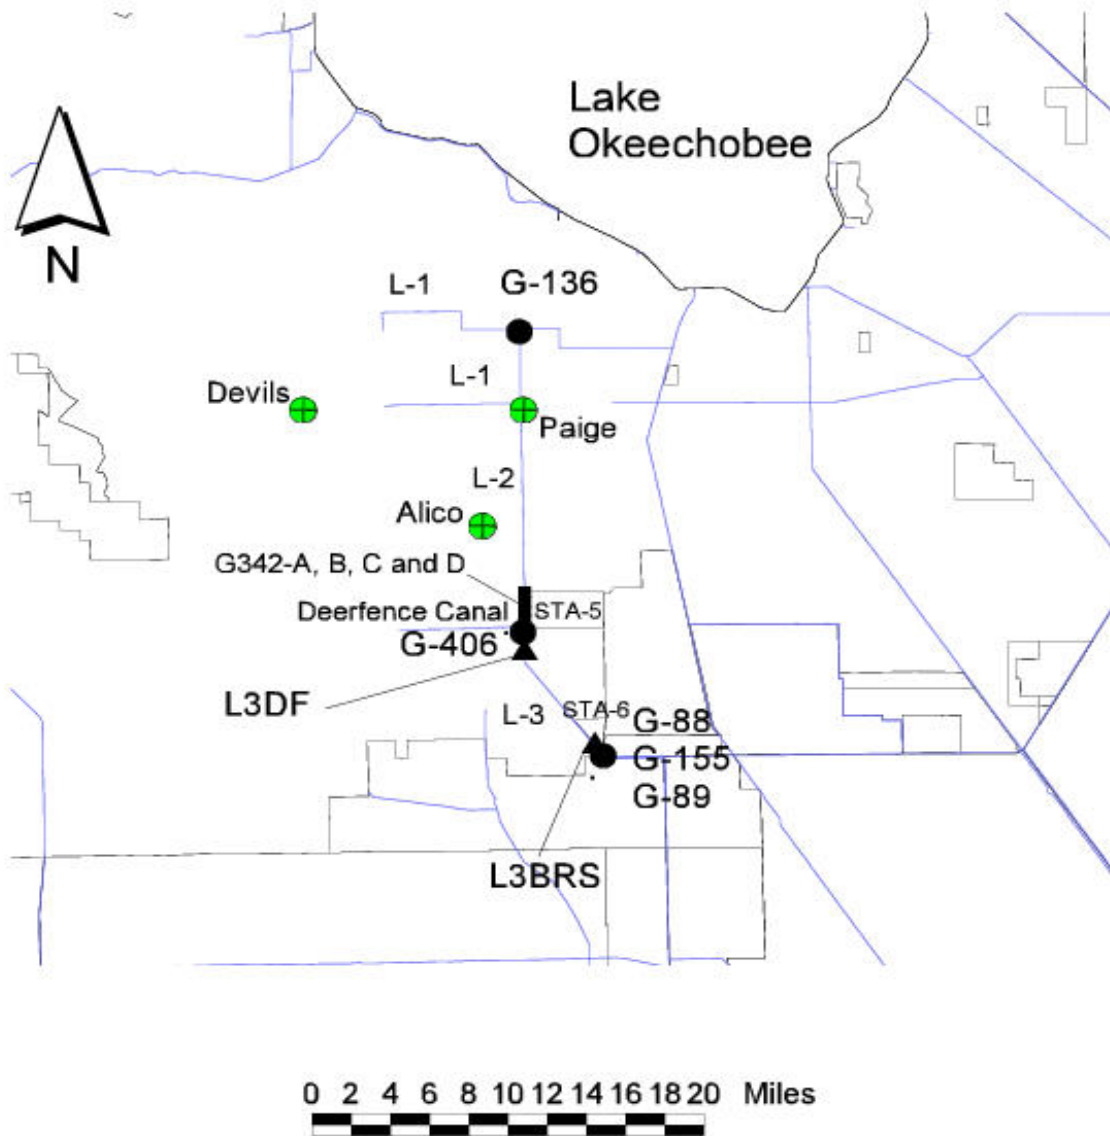 Lake
Okeechobee
N
L-1
G-136
L-1
Devils
Paige
L-2
Alico
G342-A, B, C and D
Deerfence Canal
STA-5
G-406
L3DF
L-3
STA-6
G-88
G-155
G-89
L3BRS
0 2 4 6 8 10 12 14 16 18 20 Miles